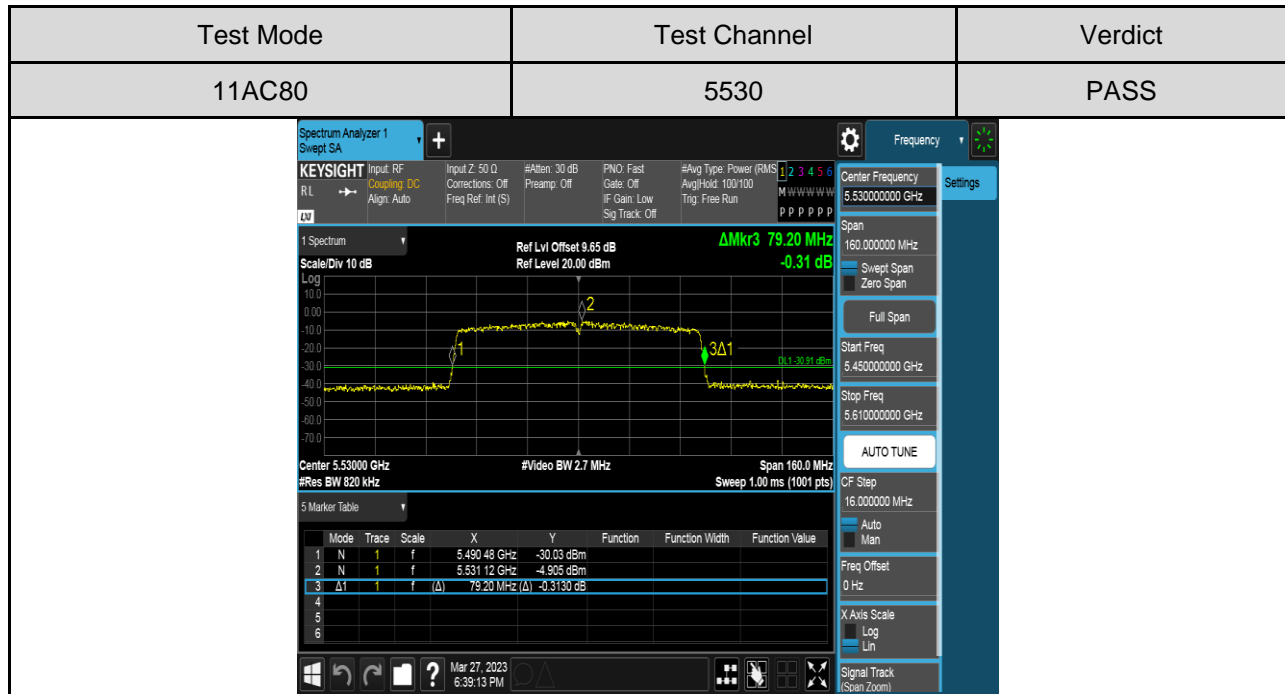 Test Mode Test Channel Verdict
11AC80 5530 PASS
Spectrum Analyzer 1
Swept SA
+
Frequency
KEYSIGHT Input: RF Input Z: 50 Ω #Atten: 30 dB PNO: Fast #Avg Type: Power (RMS 1 2 3 4 5 6
RL Coupling: DC Corrections: Off Preamp: Off Gate: Off Avg|Hold: 100/100 M W W W W W
Align: Auto Freq Ref: Int (S) IF Gain: Low Trig: Free Run
LXI Sig Track: Off P P P P P P
1 Spectrum Ref Lvl Offset 9.65 dB ΔMkr3 79.20 MHz
Scale/Div 10 dB Ref Level 20.00 dBm -0.31 dB
Log
10.0
0.00
2
-10.0
-20.0
1
3Δ1
-30.0
DL1 -30.91 dBm
-40.0
-50.0
-60.0
-70.0
Center 5.53000 GHz #Video BW 2.7 MHz Span 160.0 MHz
#Res BW 820 kHz Sweep 1.00 ms (1001 pts)
5 Marker Table
Mode Trace Scale X Y Function Function Width Function Value
1 N 1 f 5.490 48 GHz -30.03 dBm
2 N 1 f 5.531 12 GHz -4.905 dBm
3 Δ1 1 f (Δ) 79.20 MHz (Δ) -0.3130 dB
4
5
6
?
Mar 27, 2023
6:39:13 PM
Settings
Center Frequency
5.530000000 GHz
Span
160.000000 MHz
Swept Span
Zero Span
Full Span
Start Freq
5.450000000 GHz
Stop Freq
5.610000000 GHz
AUTO TUNE
CF Step
16.000000 MHz
Auto
Man
Freq Offset
0 Hz
X Axis Scale
Log
Lin
Signal Track
(Span Zoom)